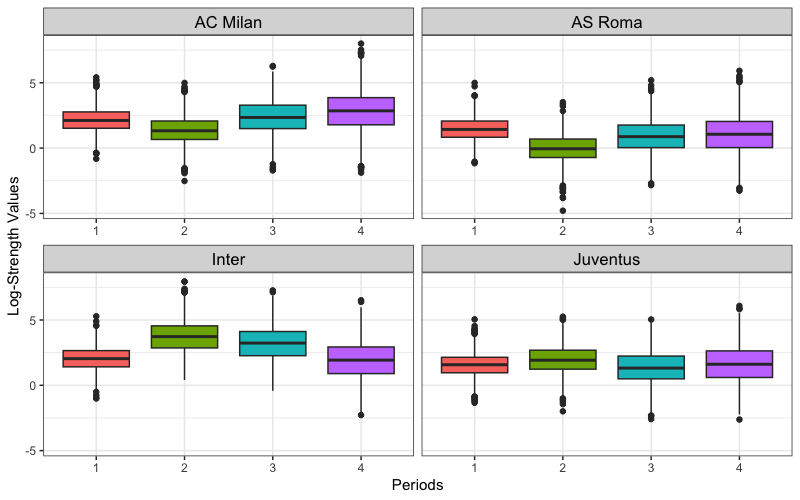 AC Milan
AS Roma
5
0
-5
1 2 3 4
1 2 3 4
Inter
Juventus
5
0
-5
1 2 3 4
1 2 3 4
Log-Strength Values
Periods